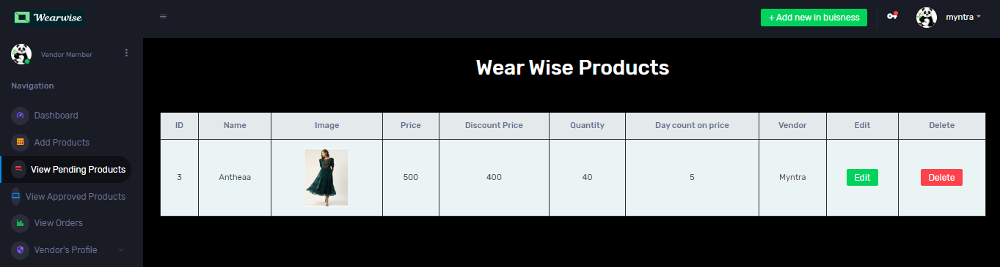 Wearwise
+ Add new in buisness
myntra
Vendor Member
Navigation
Dashboard
Add Products
View Pending Products
View Approved Products
View Orders
Vendor's Profile
Wear Wise Products
ID Name Image Price Discount Price Quantity Day count on price Vendor Edit Delete
3 Antheaa 500 400 40 5 Myntra Edit Delete